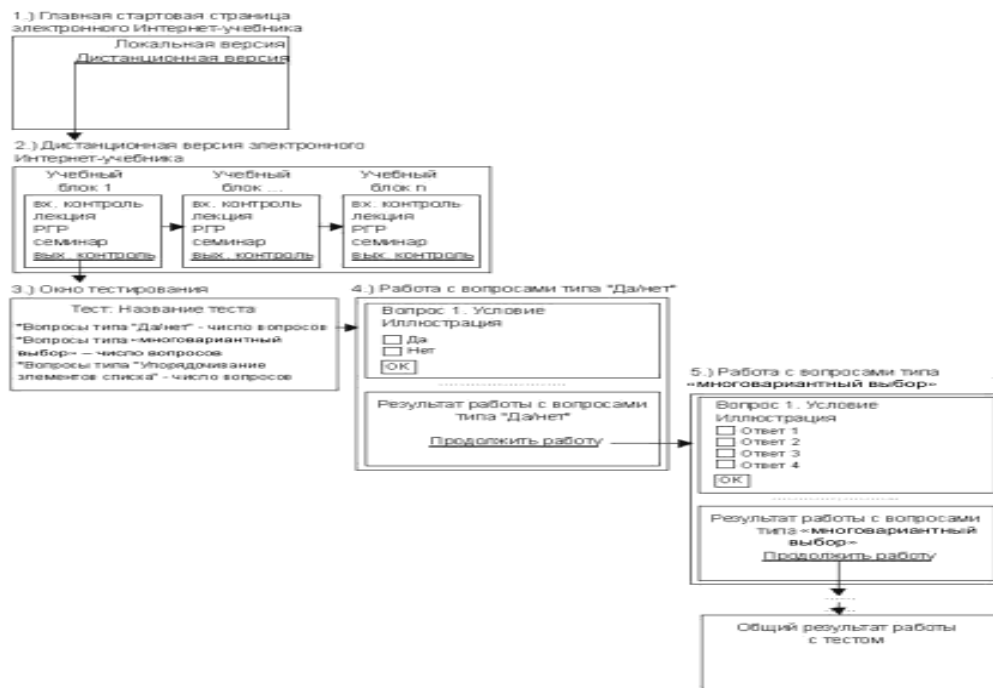 1.) Главная стартовая страница
электронного Интернет-учебника
Локальная версия
Дистанционная версия
2.) Дистанционная версия электронного
Интернет-учебника
Учебный
блок 1
вх. контроль
лекция
РГР
семинар
вых. контроль
Учебный
блок ...
вх. контроль
лекция
РГР
семинар
вых. контроль
Учебный
блок n
вх. контроль
лекция
РГР
семинар
вых. контроль
3.) Окно тестирования
Тест: Название теста
*Вопросы типа "Да/нет" - число вопросов
*Вопросы типа «многовариантный
выбор» – число вопросов
*Вопросы типа "Упорядочивание
элементов списка" - число вопросов
4.) Работа с вопросами типа "Да/нет"
Вопрос 1. Условие
Иллюстрация
Да
Нет
OK
Результат работы с вопросами
типа "Да/нет"
Продолжить работу
5.) Работа с вопросами типа
«многовариантный выбор»
Вопрос 1. Условие
Иллюстрация
Ответ 1
Ответ 2
Ответ 3
Ответ 4
OK
Результат работы с вопросами
типа «многовариантный
выбор»
Продолжить работу
Общий результат работы
с тестом